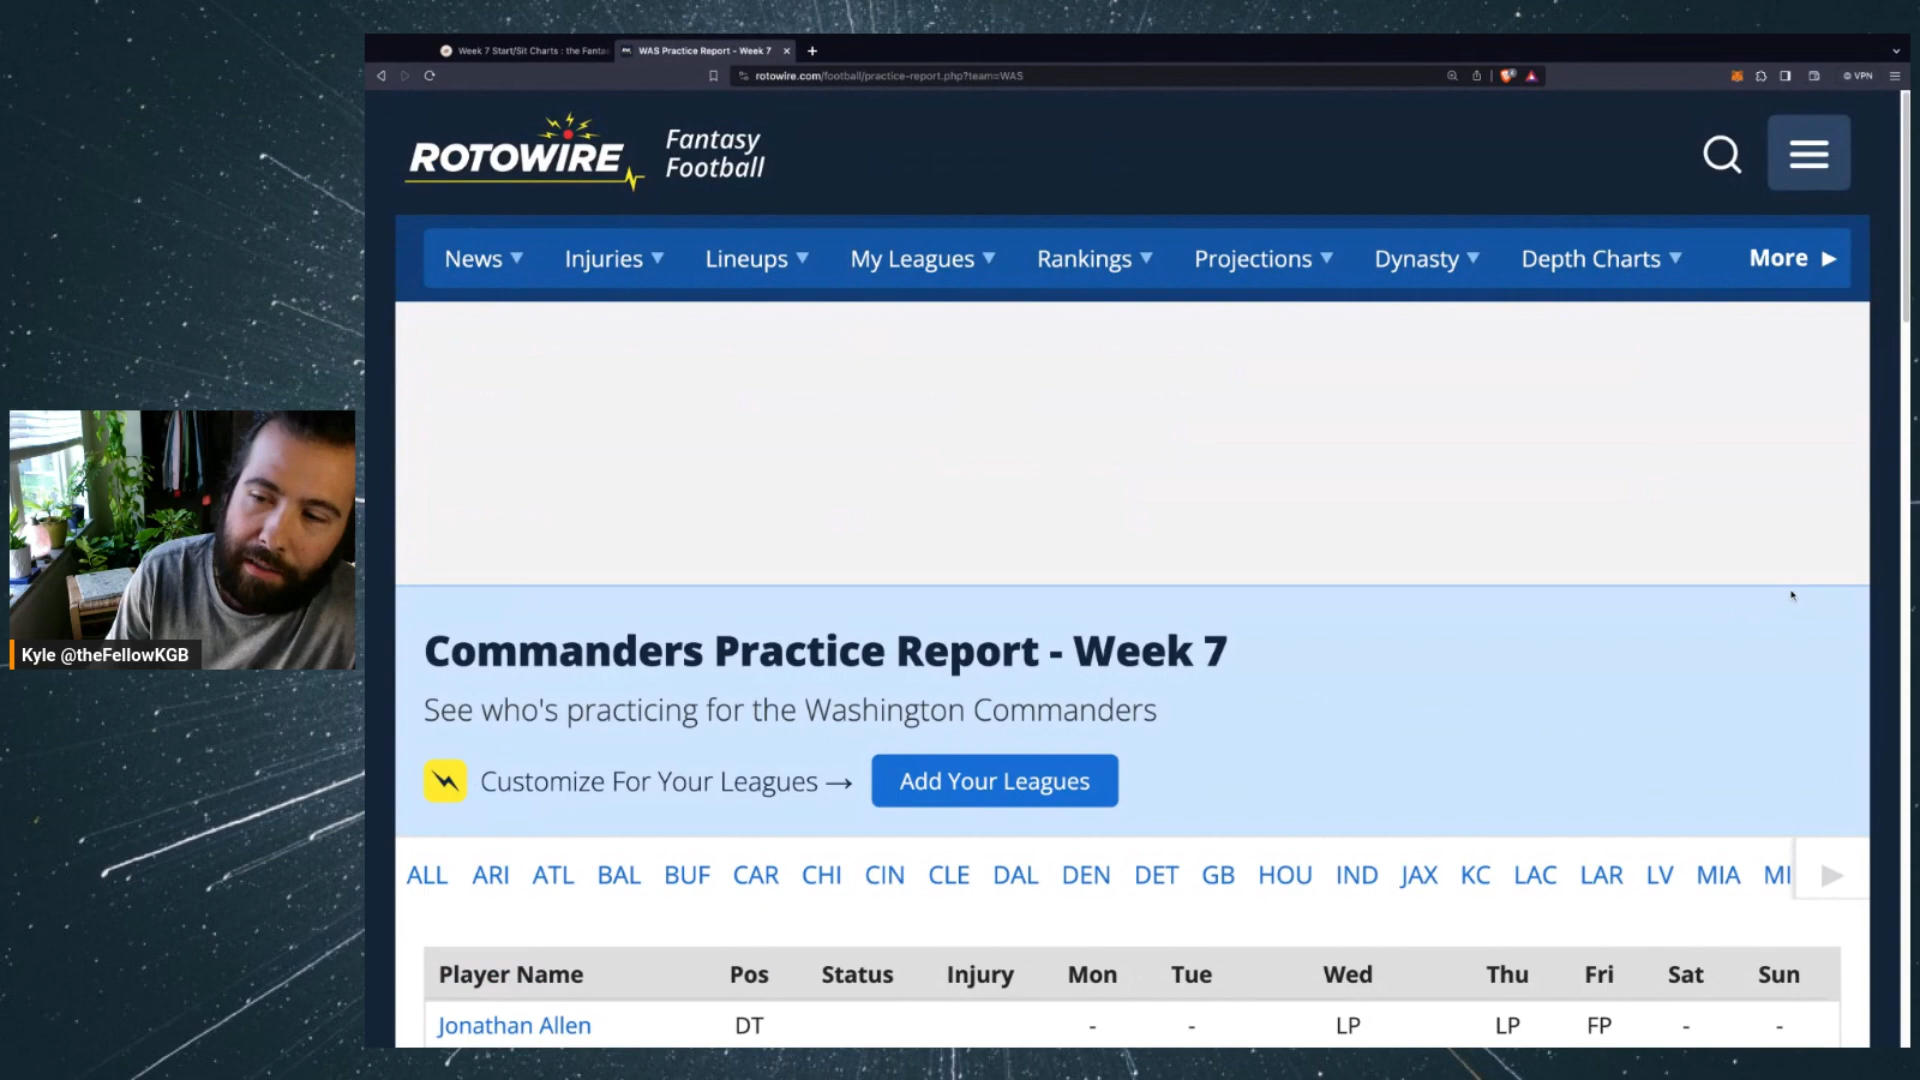 Week 7 Start/Sit Charts : the Fanta
WAS Practice Report - Week 7
rotowire.com/football/practice-report.php?team=WAS
VPN
ROTOWIRE
Fantasy
Football
News Injuries Lineups My Leagues Rankings Projections Dynasty Depth Charts More
Commanders Practice Report - Week 7
See who's practicing for the Washington Commanders
Customize For Your Leagues → Add Your Leagues
ALL ARI ATL BAL BUF CAR CHI CIN CLE DAL DEN DET GB HOU IND JAX KC LAC LAR LV MIA MI
Player Name Pos Status Injury Mon Tue Wed Thu Fri Sat Sun
Jonathan Allen DT - - LP LP FP - -
Kyle @theFellowKGB